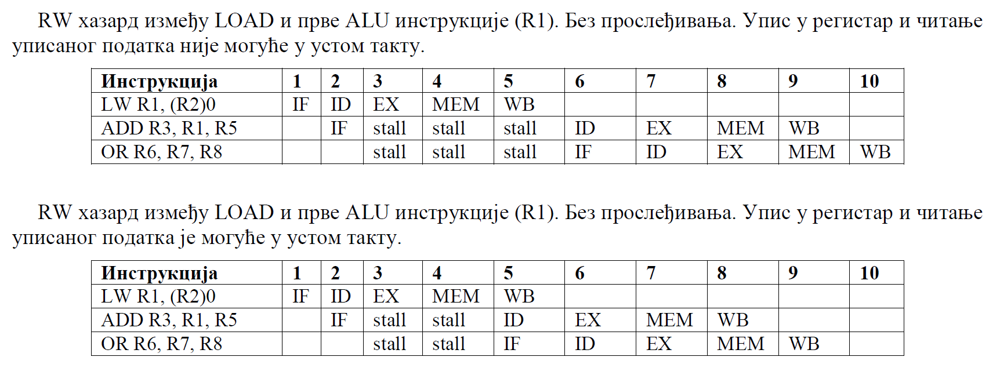 RW хазард између LOAD и прве ALU инструкције (R1). Без прослеђивања. Упис у регистар и читање
уписаног податка није могуће у устом такту.
Инструкција 1 2 3 4 5 6 7 8 9 10
LW R1, (R2)0 IF ID EX MEM WB
ADD R3, R1, R5 IF stall stall stall ID EX MEM WB
OR R6, R7, R8 stall stall stall IF ID EX MEM WB
RW хазард између LOAD и прве ALU инструкције (R1). Без прослеђивања. Упис у регистар и читање
уписаног податка је могуће у устом такту.
Инструкција 1 2 3 4 5 6 7 8 9 10
LW R1, (R2)0 IF ID EX MEM WB
ADD R3, R1, R5 IF stall stall ID EX MEM WB
OR R6, R7, R8 stall stall IF ID EX MEM WB